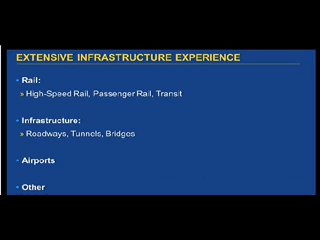 EXTENSIVE INFRASTRUCTURE EXPERIENCE
• Rail:
» High-Speed Rail, Passenger Rail, Transit
• Infrastructure:
» Roadways, Tunnels, Bridges
• Airports
• Other